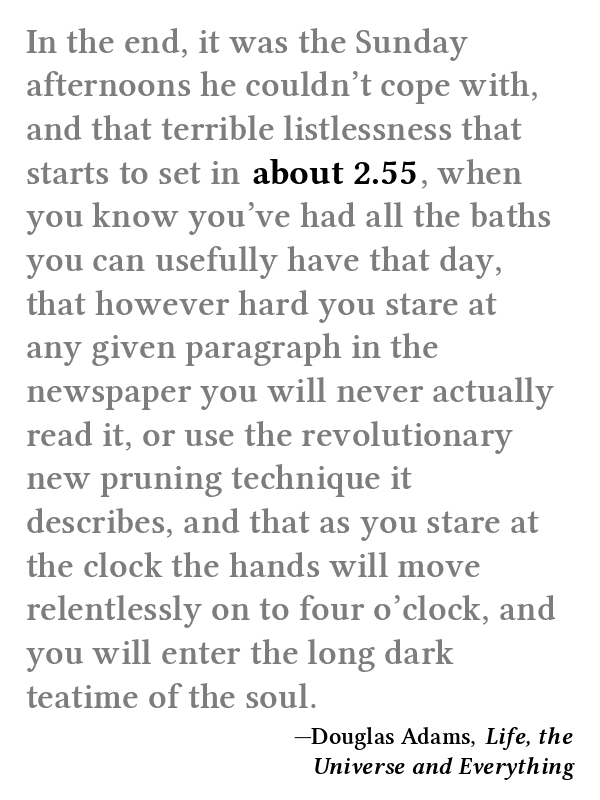 In the end, it was the Sunday
afternoons he couldn’t cope with,
and that terrible listlessness that
starts to set in about 2.55, when
you know you’ve had all the baths
you can usefully have that day,
that however hard you stare at
any given paragraph in the
newspaper you will never actually
read it, or use the revolutionary
new pruning technique it
describes, and that as you stare at
the clock the hands will move
relentlessly on to four o’clock, and
you will enter the long dark
teatime of the soul.
—Douglas Adams, Life, the
Universe and Everything